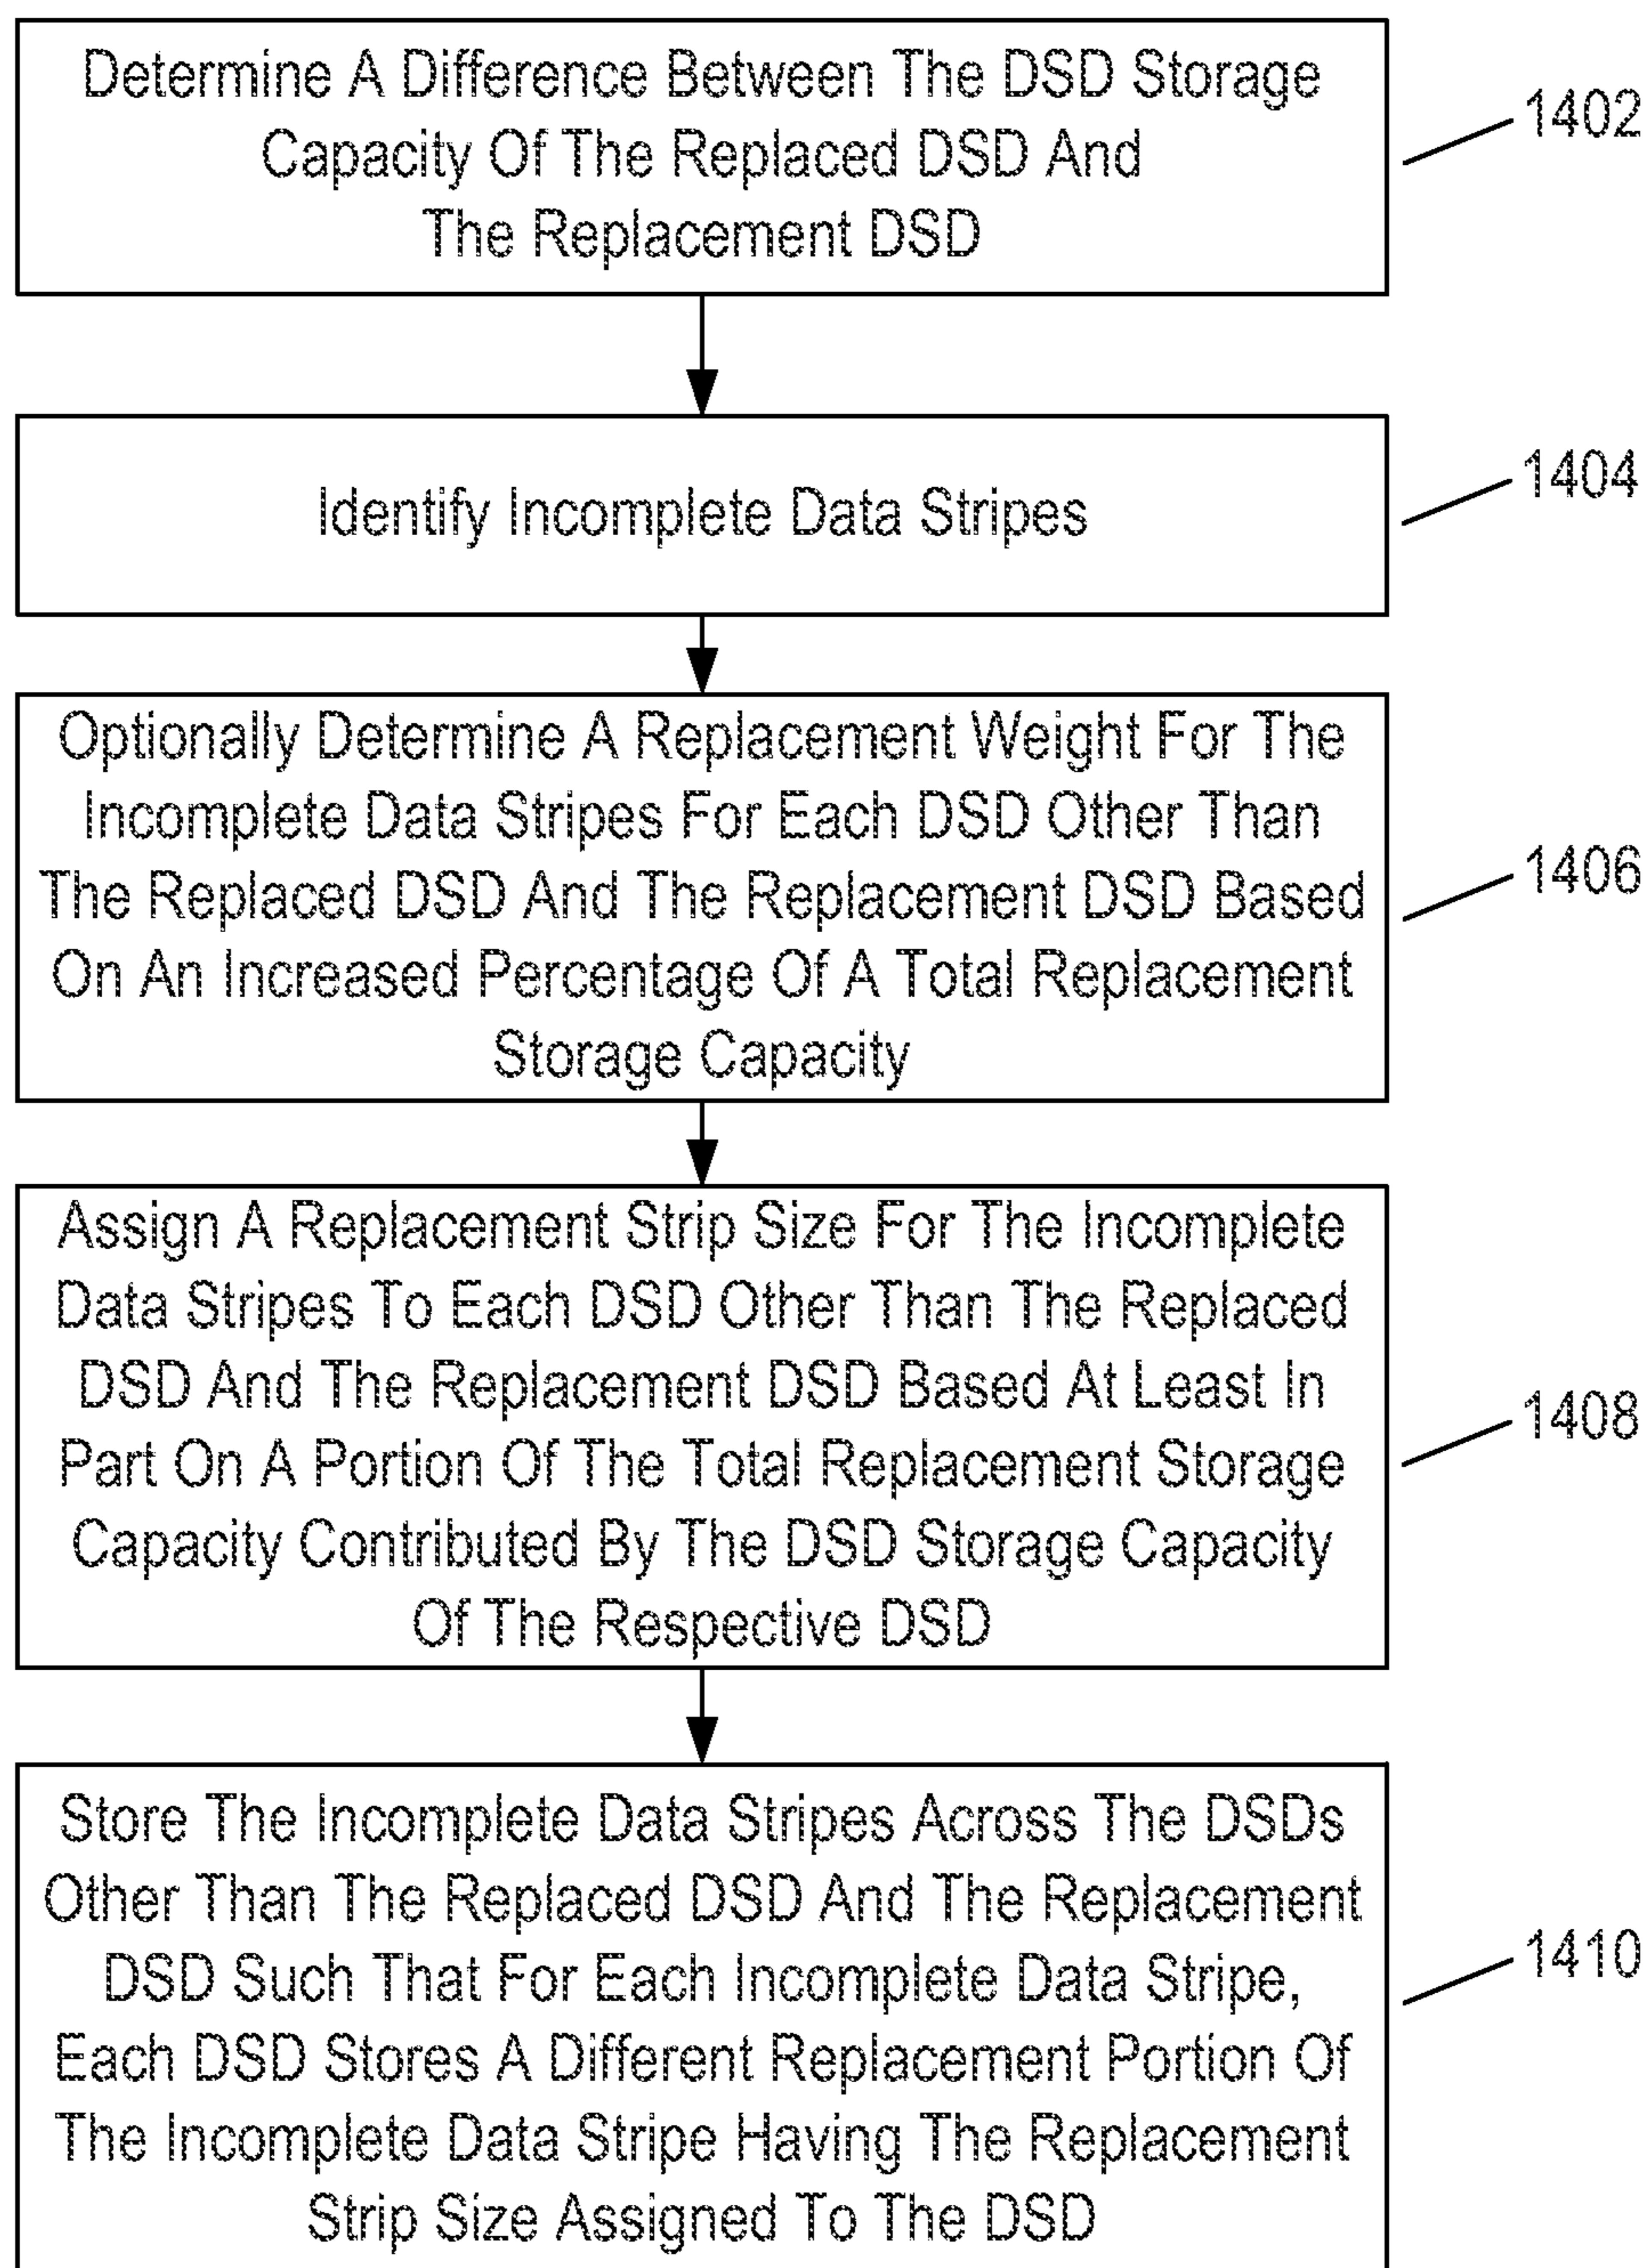 Determine A Difference Between The DSD Storage
Capacity Of The Replaced DSD And
The Replacement DSD
1402
Identify Incomplete Data Stripes
1404
Optionally Determine A Replacement Weight For The
Incomplete Data Stripes For Each DSD Other Than
The Replaced DSD And The Replacement DSD Based
On An Increased Percentage Of A Total Replacement
Storage Capacity
1406
Assign A Replacement Strip Size For The Incomplete
Data Stripes To Each DSD Other Than The Replaced
DSD And The Replacement DSD Based At Least In
Part On A Portion Of The Total Replacement Storage
Capacity Contributed By The DSD Storage Capacity
Of The Respective DSD
1408
Store The Incomplete Data Stripes Across The DSDs
Other Than The Replaced DSD And The Replacement
DSD Such That For Each Incomplete Data Stripe,
Each DSD Stores A Different Replacement Portion Of
The Incomplete Data Stripe Having The Replacement
Strip Size Assigned To The DSD
1410